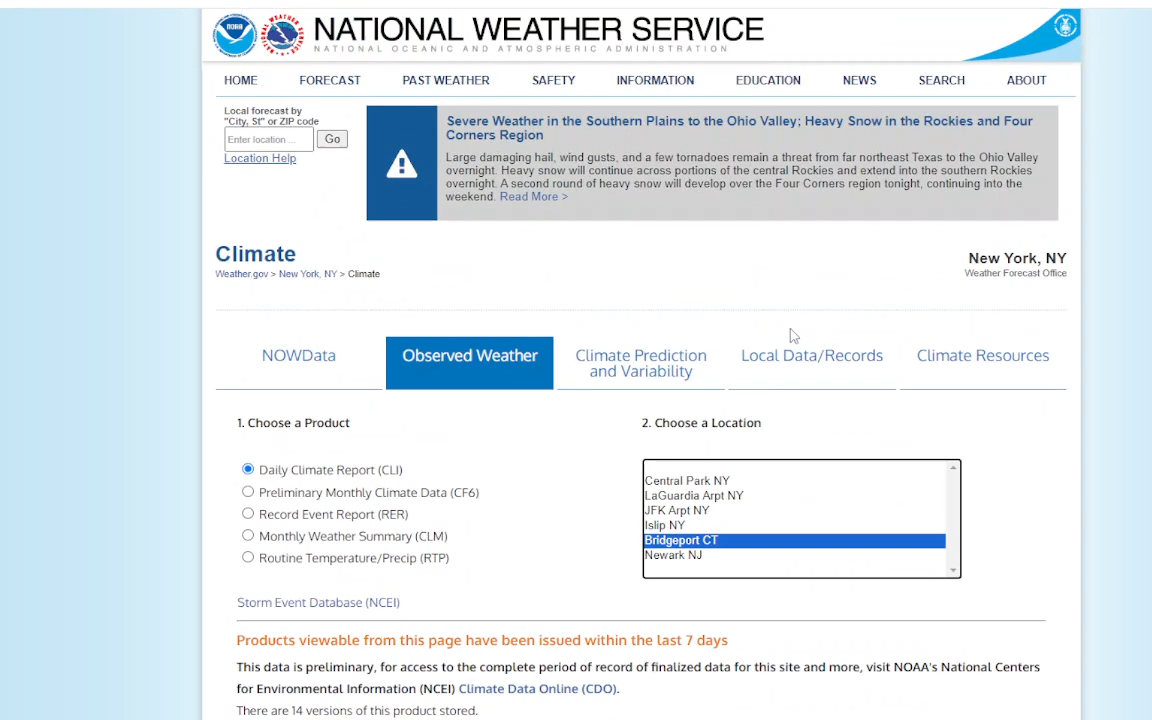 NATIONAL WEATHER SERVICE
NATIONAL OCEANIC AND ATMOSPHERIC ADMINISTRATION
HOME FORECAST PAST WEATHER SAFETY INFORMATION EDUCATION NEWS SEARCH ABOUT
Local forecast by
"City, St" or ZIP code
Enter location ...
Go
Location Help
Severe Weather in the Southern Plains to the Ohio Valley; Heavy Snow in the Rockies and Four
Corners Region
Large damaging hail, wind gusts, and a few tornadoes remain a threat from far northeast Texas to the Ohio Valley
overnight. Heavy snow will continue across portions of the central Rockies and extend into the southern Rockies
overnight. A second round of heavy snow will develop over the Four Corners region tonight, continuing into the
weekend. Read More >
Climate
Weather.gov > New York, NY > Climate
New York, NY
Weather Forecast Office
NOWData
Observed Weather
Climate Prediction
and Variability
Local Data/Records
Climate Resources
1. Choose a Product
Daily Climate Report (CLI)
Preliminary Monthly Climate Data (CF6)
Record Event Report (RER)
Monthly Weather Summary (CLM)
Routine Temperature/Precip (RTP)
2. Choose a Location
Central Park NY
LaGuardia Arpt NY
JFK Arpt NY
Islip NY
Bridgeport CT
Newark NJ
Storm Event Database (NCEI)
Products viewable from this page have been issued within the last 7 days
This data is preliminary, for access to the complete period of record of finalized data for this site and more, visit NOAA's National Centers
for Environmental Information (NCEI) Climate Data Online (CDO).
There are 14 versions of this product stored.